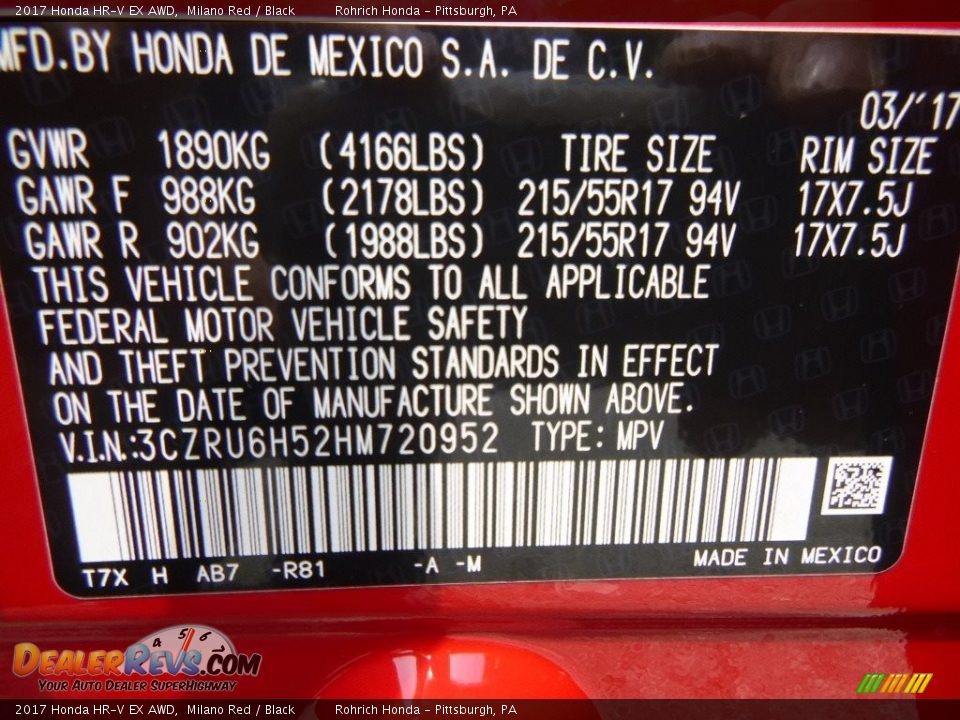 2017 Honda HR-V EX AWD, Milano Red / Black Rohrich Honda - Pittsburgh, PA
MFD.BY HONDA DE MEXICO S.A. DE C.V.
03/'17
GVWR 1890KG (4166LBS) TIRE SIZE RIM SIZE
GAWR F 988KG (2178LBS) 215/55R17 94V 17X7.5J
GAWR R 902KG (1988LBS) 215/55R17 94V 17X7.5J
THIS VEHICLE CONFORMS TO ALL APPLICABLE
FEDERAL MOTOR VEHICLE SAFETY
AND THEFT PREVENTION STANDARDS IN EFFECT
ON THE DATE OF MANUFACTURE SHOWN ABOVE.
V.I.N.:3CZRU6H52HM720952 TYPE: MPV
T7X H AB7 -R81 -A -M MADE IN MEXICO
4 5 6
DEALERREVS.COM
YOUR AUTO DEALER SUPERHIGHWAY
2017 Honda HR-V EX AWD, Milano Red / Black Rohrich Honda - Pittsburgh, PA